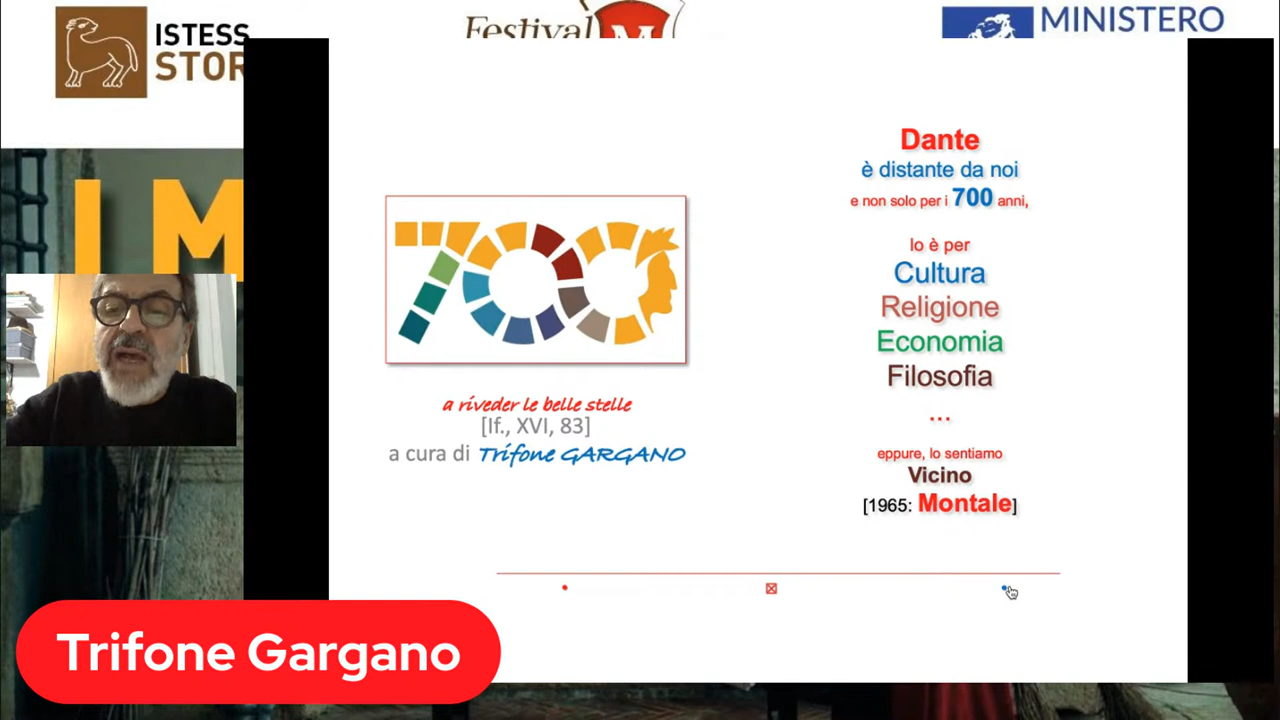 ISTESS
STOR
Festival
M
MINISTERO
I M
700
a riveder le belle stelle
[If., XVI, 83]
a cura di Trifone GARGANO
Dante
è distante da noi
e non solo per i 700 anni,
lo è per
Cultura
Religione
Economia
Filosofia
...
eppure, lo sentiamo
Vicino
[1965: Montale]
Trifone Gargano